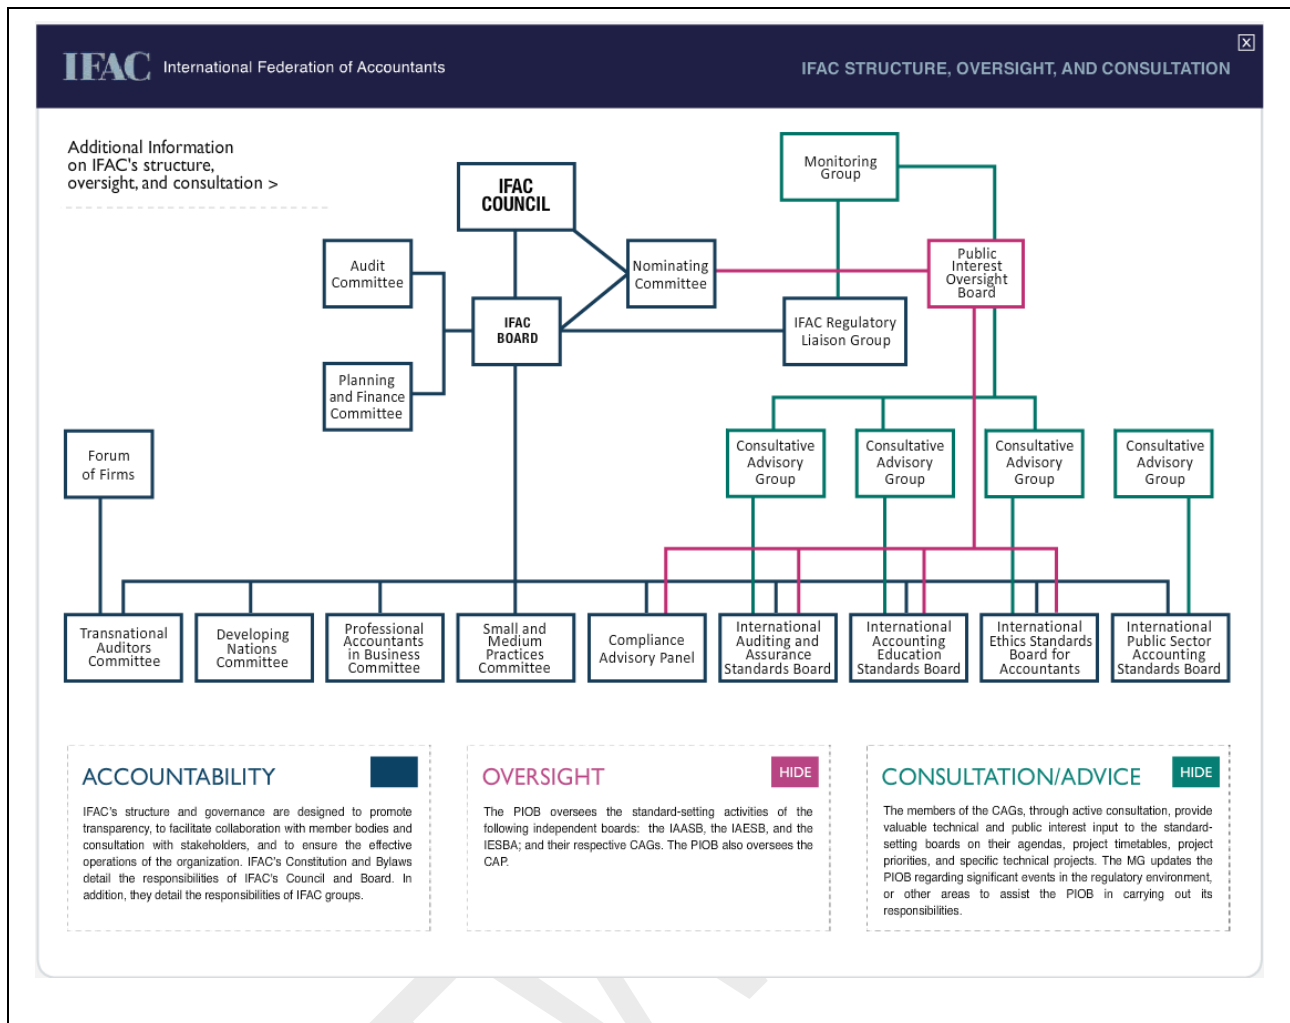 IFAC International Federation of Accountants
IFAC STRUCTURE, OVERSIGHT, AND CONSULTATION
X
Additional Information
on IFAC's structure,
oversight, and consultation >
IFAC
COUNCIL
Monitoring
Group
Audit
Committee
Nominating
Committee
Public
Interest
Oversight
Board
IFAC
BOARD
IFAC Regulatory
Liaison Group
Planning
and Finance
Committee
Forum
of Firms
Consultative
Advisory
Group
Consultative
Advisory
Group
Consultative
Advisory
Group
Consultative
Advisory
Group
Transnational
Auditors
Committee
Developing
Nations
Committee
Professional
Accountants
in Business
Committee
Small and
Medium
Practices
Committee
Compliance
Advisory Panel
International
Auditing and
Assurance
Standards Board
International
Accounting
Education
Standards Board
International
Ethics Standards
Board for
Accountants
International
Public Sector
Accounting
Standards Board
ACCOUNTABILITY
IFAC's structure and governance are designed to promote
transparency, to facilitate collaboration with member bodies and
consultation with stakeholders, and to ensure the effective
operations of the organization. IFAC's Constitution and Bylaws
detail the responsibilities of IFAC's Council and Board. In
addition, they detail the responsibilities of IFAC groups.
OVERSIGHT
HIDE
The PIOB oversees the standard-setting activities of the
following independent boards: the IAASB, the IAESB, and the
IESBA; and their respective CAGs. The PIOB also oversees the
CAP.
CONSULTATION/ADVICE
HIDE
The members of the CAGs, through active consultation, provide
valuable technical and public interest input to the standard-
setting boards on their agendas, project timetables, project
priorities, and specific technical projects. The MG updates the
PIOB regarding significant events in the regulatory environment,
or other areas to assist the PIOB in carrying out its
responsibilities.